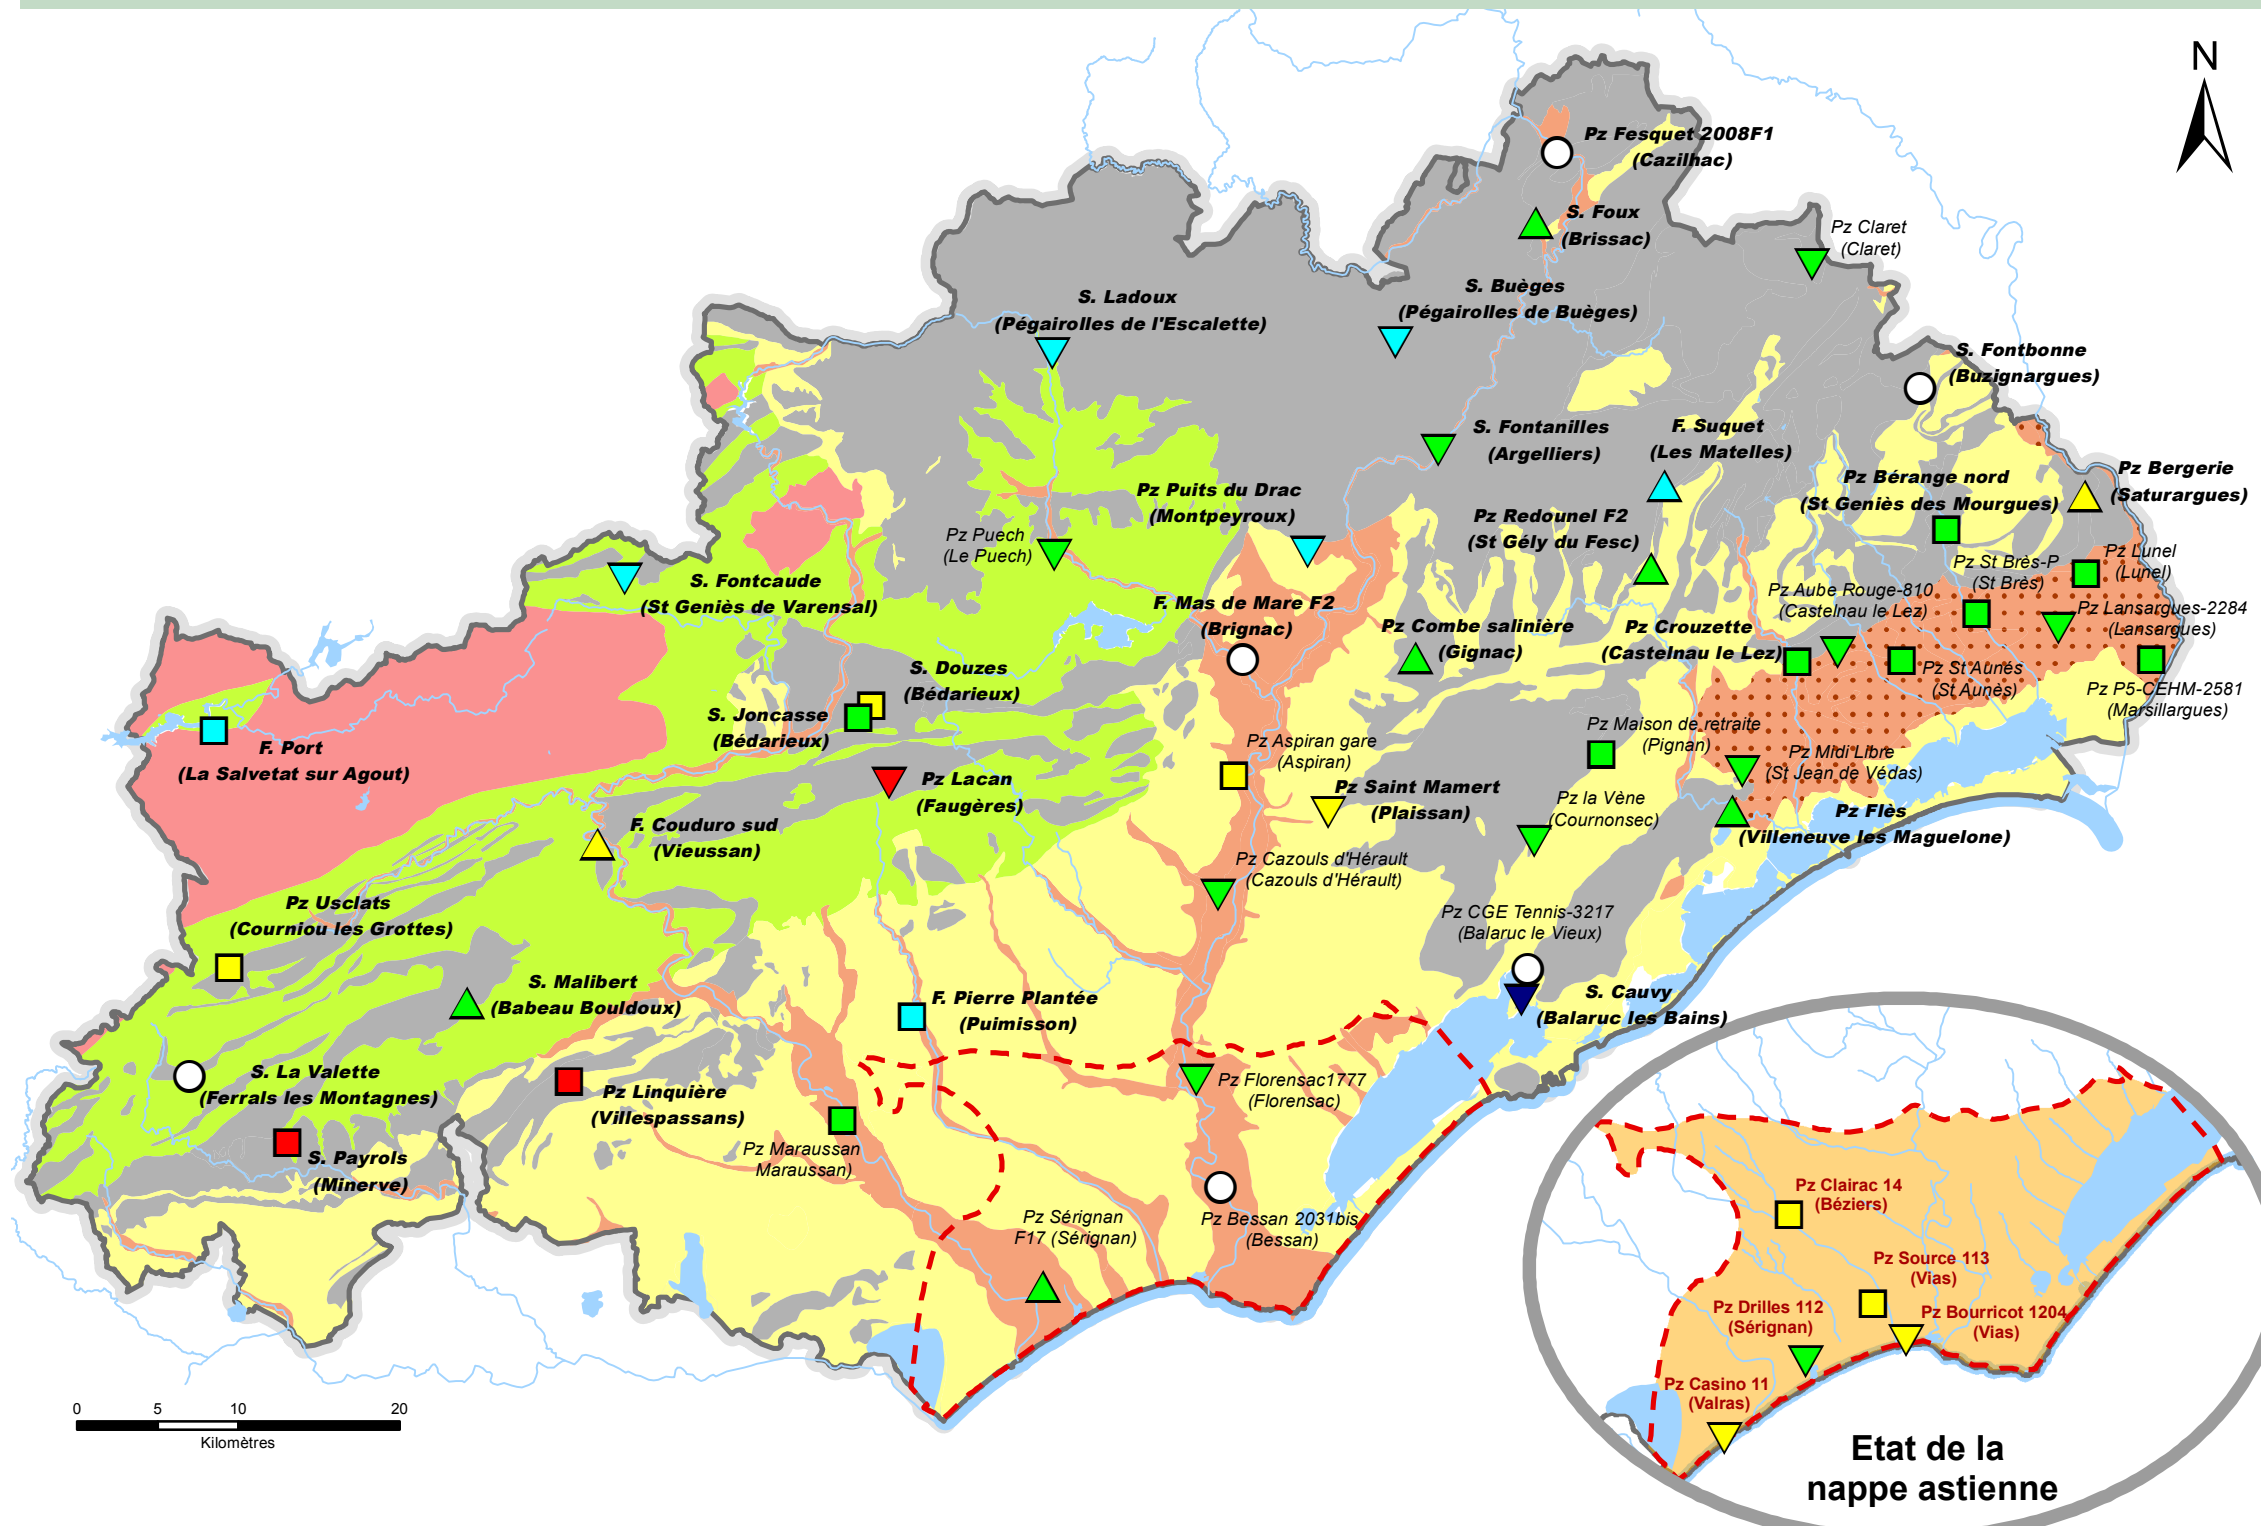 N
Pz Fesquet 2008F1
(Cazilhac)
S. Foux
(Brissac)
Pz Claret
(Claret)
S. Buèges
(Pégairolles de Buèges)
S. Ladoux
(Pégairolles de l'Escalette)
S. Fontbonne
(Buzignargues)
S. Fontanilles
(Argelliers)
F. Suquet
(Les Matelles)
Pz Bérange nord
(St Geniès des Mourgues)
Pz Bergerie
(Saturargues)
Pz Puits du Drac
(Montpeyroux)
Pz Redounel F2
(St Gély du Fesc)
Pz Puech
(Le Puech)
Pz St Brès-P
(St Brès)
Pz Lunel
(Lunel)
S. Fontcaude
(St Geniès de Varensal)
Pz Aube Rouge-810
(Castelnau le Lez)
Pz Lansargues-2284
(Lansargues)
F. Mas de Mare F2
(Brignac)
Pz Combe salinière
(Gignac)
Pz Crouzette
(Castelnau le Lez)
S. Douzes
(Bédarieux)
Pz St Aunés
(St Aunès)
Pz P5-CEHM-2581
(Marsillargues)
S. Joncasse
(Bédarieux)
Pz Maison de retraite
(Pignan)
F. Port
(La Salvetat sur Agout)
Pz Aspiran gare
(Aspiran)
Pz Midi Libre
(St Jean de Védas)
Pz Lacan
(Faugères)
Pz Saint Mamert
(Plaissan)
Pz la Vène
(Cournonsec)
Pz Flès
(Villeneuve les Maguelone)
F. Couduro sud
(Vieussan)
Pz Cazouls d'Hérault
(Cazouls d'Hérault)
Pz Usclats
(Courniou les Grottes)
Pz CGE Tennis-3217
(Balaruc le Vieux)
S. Malibert
(Babeau Bouldoux)
F. Pierre Plantée
(Puimisson)
S. Cauvy
(Balaruc les Bains)
S. La Valette
(Ferrals les Montagnes)
Pz Linquière
(Villespassans)
Pz Florensac1777
(Florensac)
Pz Maraussan
Maraussan)
S. Payrols
(Minerve)
Pz Sérignan
F17 (Sérignan)
Pz Bessan 2031bis
(Bessan)
Pz Clairac 14
(Béziers)
Pz Source 113
(Vias)
Pz Drilles 112
(Sérignan)
Pz Bourricot 1204
(Vias)
Pz Casino 11
(Valras)
Etat de la
nappe astienne
0 5 10 20
Kilomètres